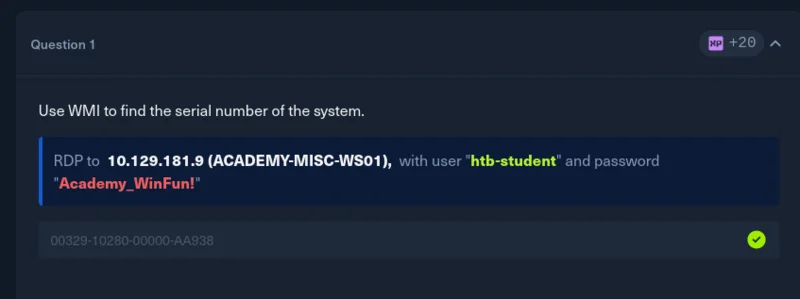 Question 1
XP +20
Use WMI to find the serial number of the system.
RDP to 10.129.181.9 (ACADEMY-MISC-WS01), with user "htb-student" and password
"Academy_WinFun!"
00329-10280-00000-AA938